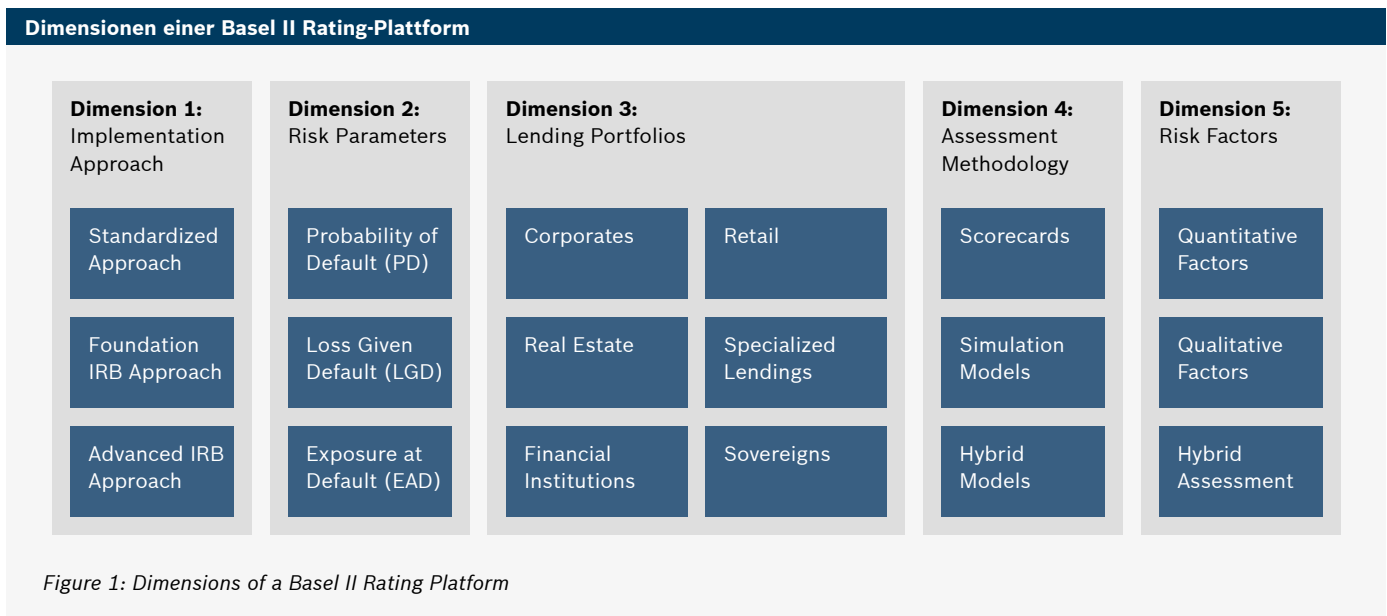 Dimensionen einer Basel II Rating-Plattform
Dimension 1:
Implementation
Approach
Standardized
Approach
Foundation
IRB Approach
Advanced IRB
Approach
Dimension 2:
Risk Parameters
Probability of
Default (PD)
Loss Given
Default (LGD)
Exposure at
Default (EAD)
Dimension 3:
Lending Portfolios
Corporates
Retail
Real Estate
Specialized
Lendings
Financial
Institutions
Sovereigns
Dimension 4:
Assessment
Methodology
Scorecards
Simulation
Models
Hybrid
Models
Dimension 5:
Risk Factors
Quantitative
Factors
Qualitative
Factors
Hybrid
Assessment
Figure 1: Dimensions of a Basel II Rating Platform